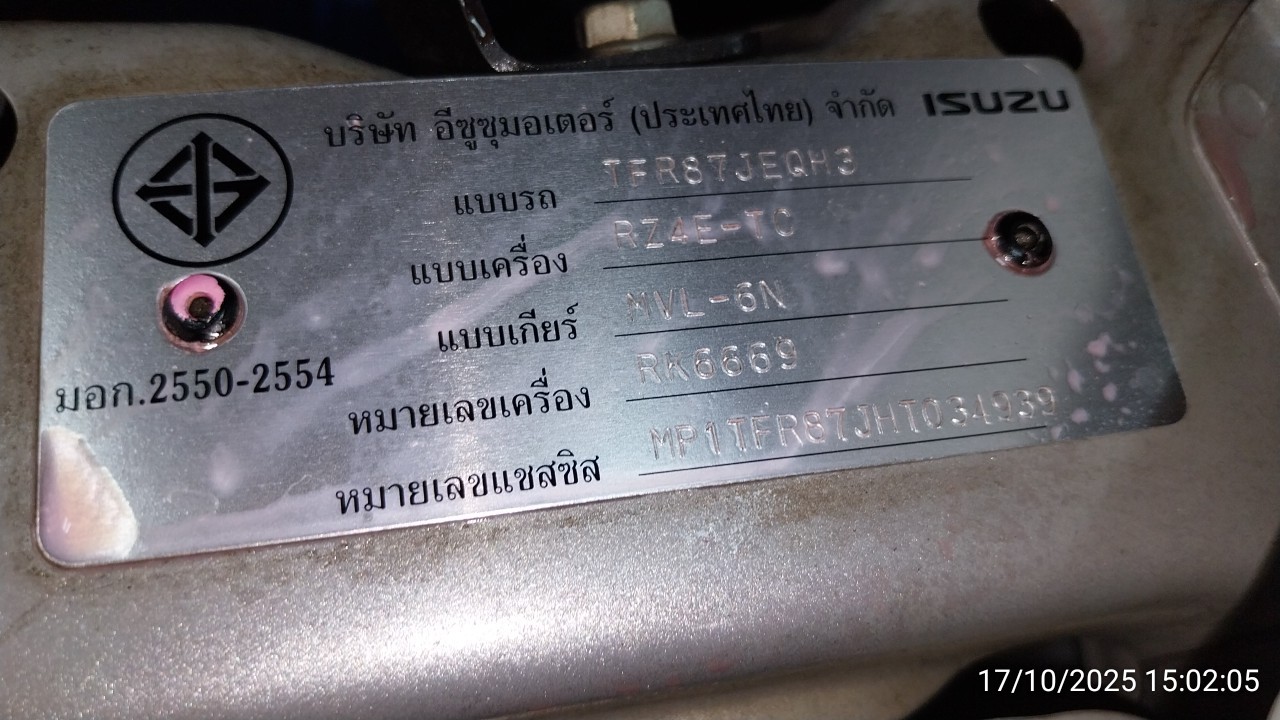 บริษัท อีซูซุมอเตอร์ (ประเทศไทย) จำกัด ISUZU
แบบรถ TFR87JEQH3
แบบเครื่อง RZ4E-TC
แบบเกียร์ MVL-6N
มอก.2550-2554
หมายเลขเครื่อง RK6669
หมายเลขแชสซิส MP1TFR87JHT034939
17/10/2025 15:02:05